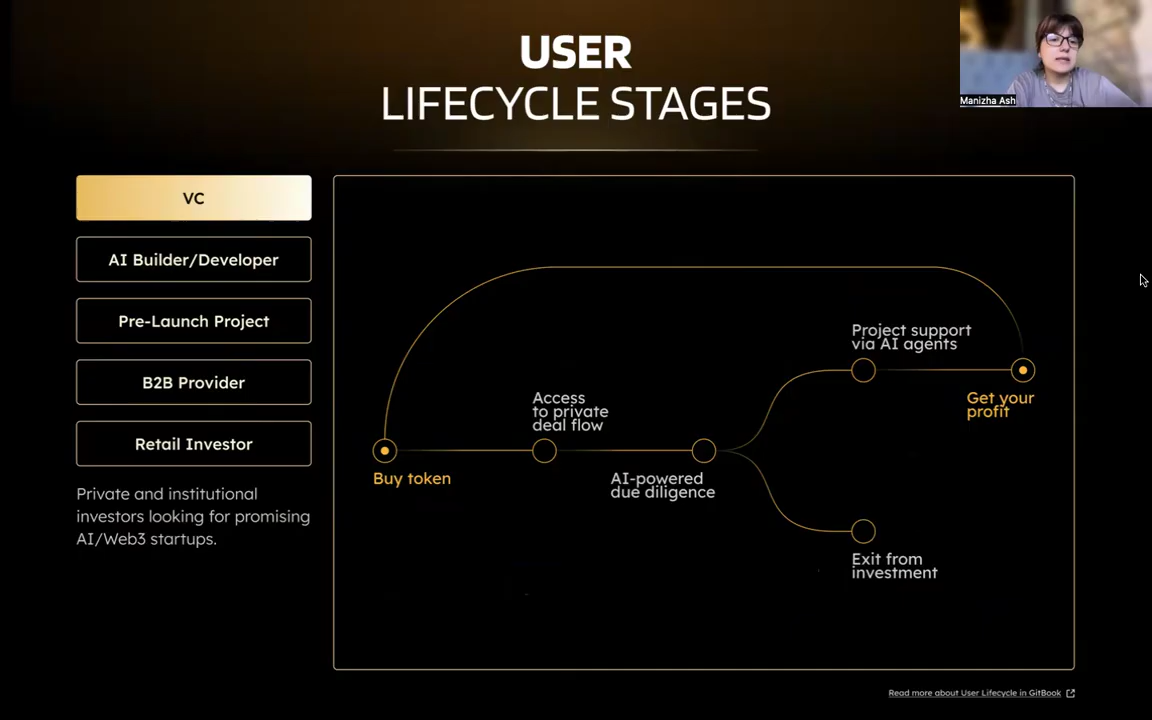 USER
LIFECYCLE STAGES
Manizha Ash
VC
AI Builder/Developer
Pre-Launch Project
B2B Provider
Retail Investor
Private and institutional
investors looking for promising
AI/Web3 startups.
Buy token
Access
to private
deal flow
AI-powered
due diligence
Project support
via AI agents
Get your
profit
Exit from
investment
Read more about User Lifecycle in GitBook